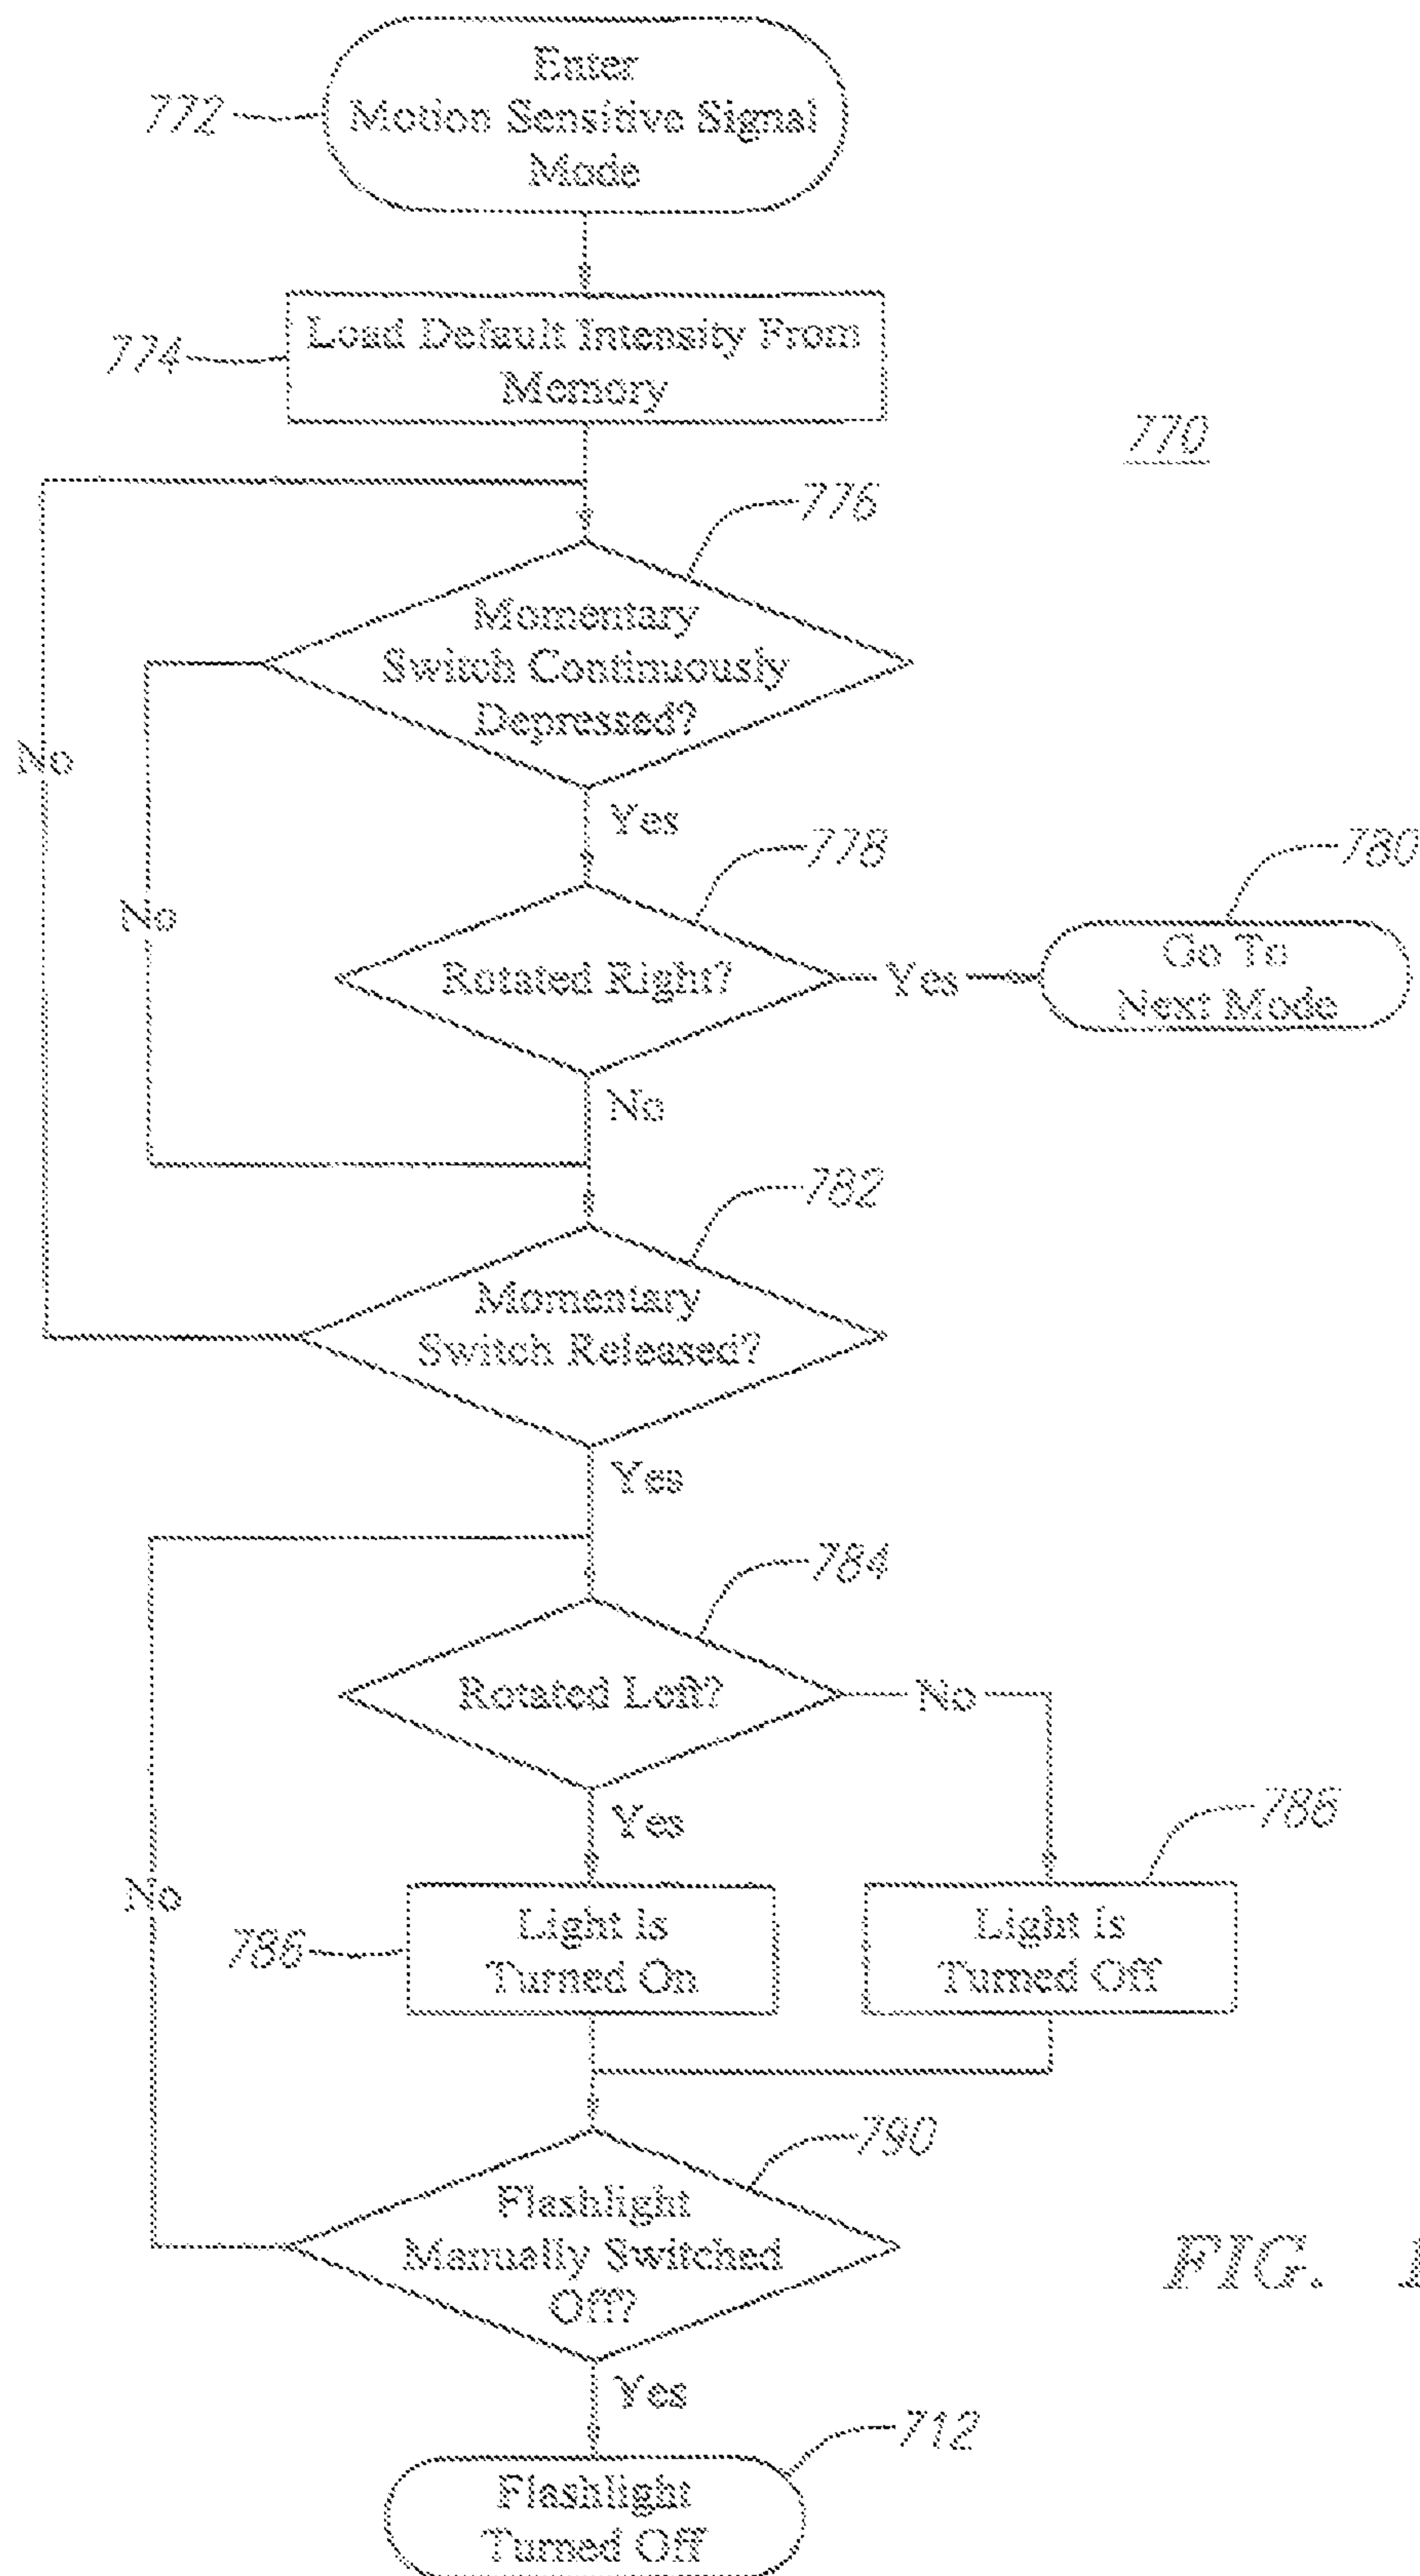 Enter
Motion Sensitive Signal
Mode
772
Load Default Intensity From
Memory
774
770
776
Momentary
Switch Continuously
Depressed?
No
Yes
778
780
No
Rotated Right?
Yes
Go To
Next Mode
No
782
Momentary
Switch Released?
Yes
784
Rotated Left?
No
Yes
786
No
Light is
Turned On
786
Light is
Turned Off
790
Flashlight
Manually Switched
Off?
FIG.
Yes
712
Flashlight
Turned Off